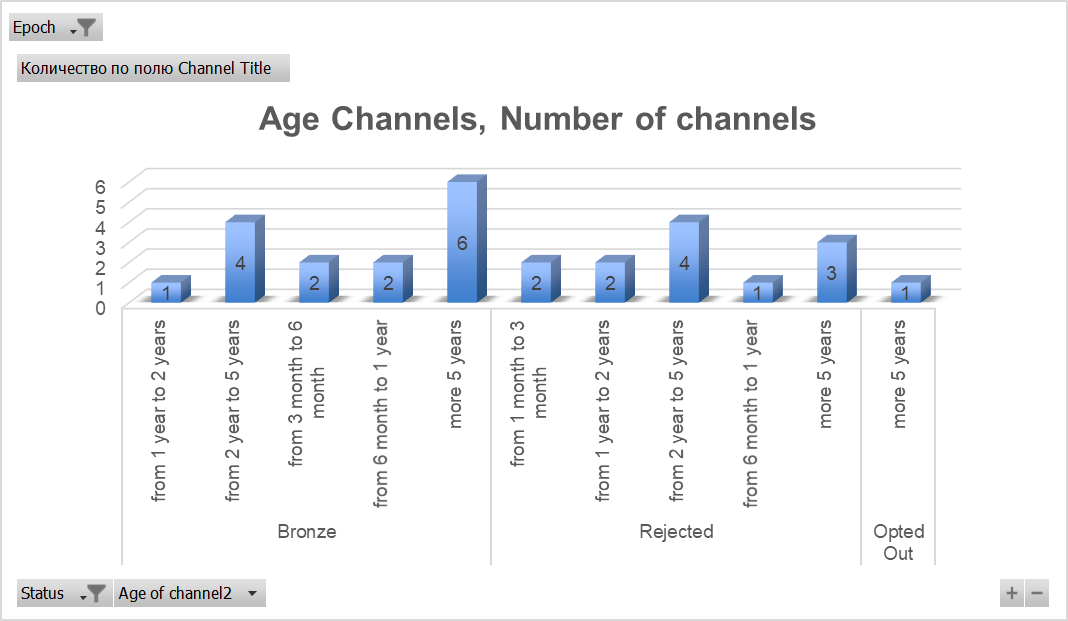 Epoch
Количество по полю Channel Title
Age Channels, Number of channels
6
5
4
3
2
1
0
1
4
2
2
6
2
2
4
1
3
1
from 1 year to 2 years
from 2 year to 5 years
from 3 month to 6
month
from 6 month to 1 year
more 5 years
from 1 month to 3
month
from 1 year to 2 years
from 2 year to 5 years
from 6 month to 1 year
more 5 years
more 5 years
Bronze
Rejected
Opted
Out
Status
Age of channel2